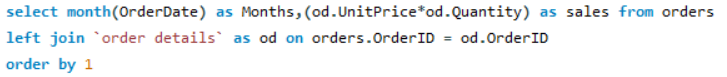 select month(OrderDate) as Months,(od.UnitPrice*od.Quantity) as sales from orders
left join `order details` as od on orders.OrderID = od.OrderID
order by 1